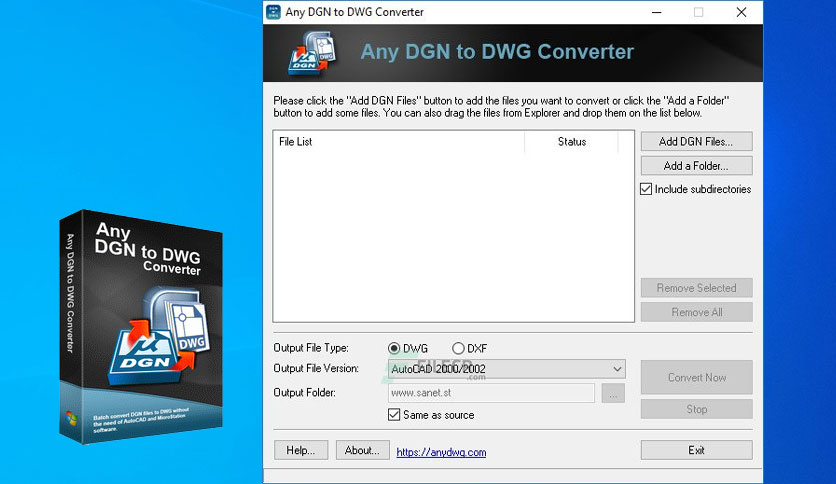 Any DGN to DWG Converter
DGN
DWG
Any DGN to DWG Converter
Please click the "Add DGN Files" button to add the files you want to convert or click the "Add a Folder"
button to add some files. You can also drag the files from Explorer and drop them on the list below.
File List Status
Add DGN Files...
Add a Folder...
Include subdirectories
Remove Selected
Remove All
Output File Type: DWG DXF
Output File Version: AutoCAD 2000/2002
Output Folder: www.sanet.st ...
Same as source
Convert Now
Stop
Help... About... https://anydwg.com Exit
FILECR
.com
Any
DGN to DWG
Converter
Any DGN to DWG Converter
DWG
DGN
Batch convert DGN files to DWG without
the need of AutoCAD and MicroStation
software.